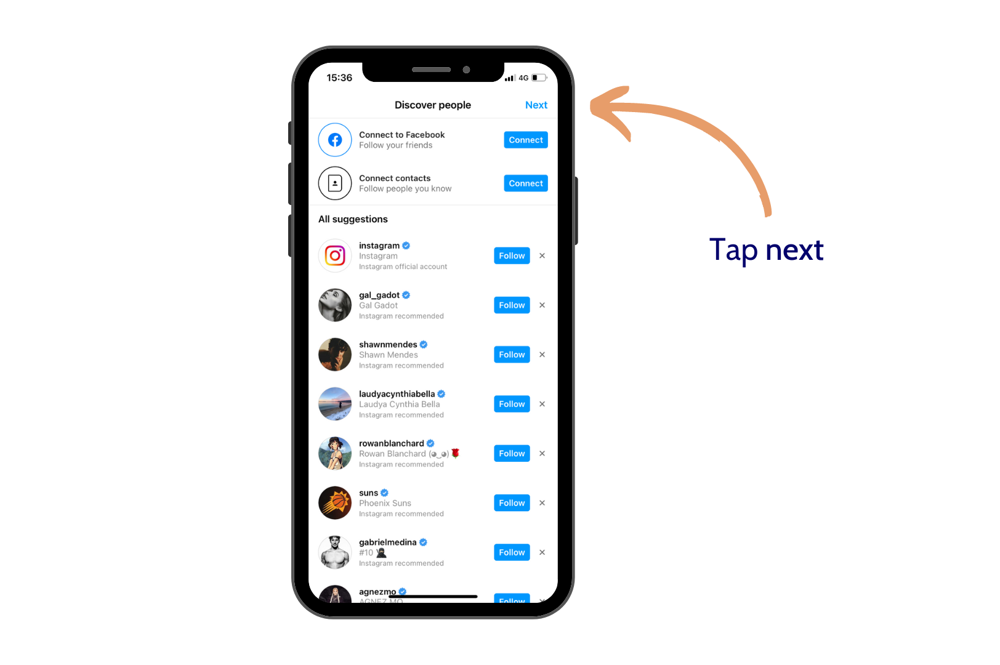 15:36
4G
Discover people
Next
Connect to Facebook
Follow your friends
Connect
Connect contacts
Follow people you know
Connect
All suggestions
instagram
Instagram
Instagram official account
Follow
gal_gadot
Gal Gadot
Instagram recommended
Follow
shawnmendes
Shawn Mendes
Instagram recommended
Follow
laudyacynthiabella
Laudya Cynthia Bella
Instagram recommended
Follow
rowanblanchard
Rowan Blanchard (◕‿◕)🌹
Instagram recommended
Follow
suns
Phoenix Suns
Instagram recommended
Follow
gabrielmedina
#10 🥷🏿
Instagram recommended
Follow
agnezmo
AGNEZ MO
Follow
Tap next